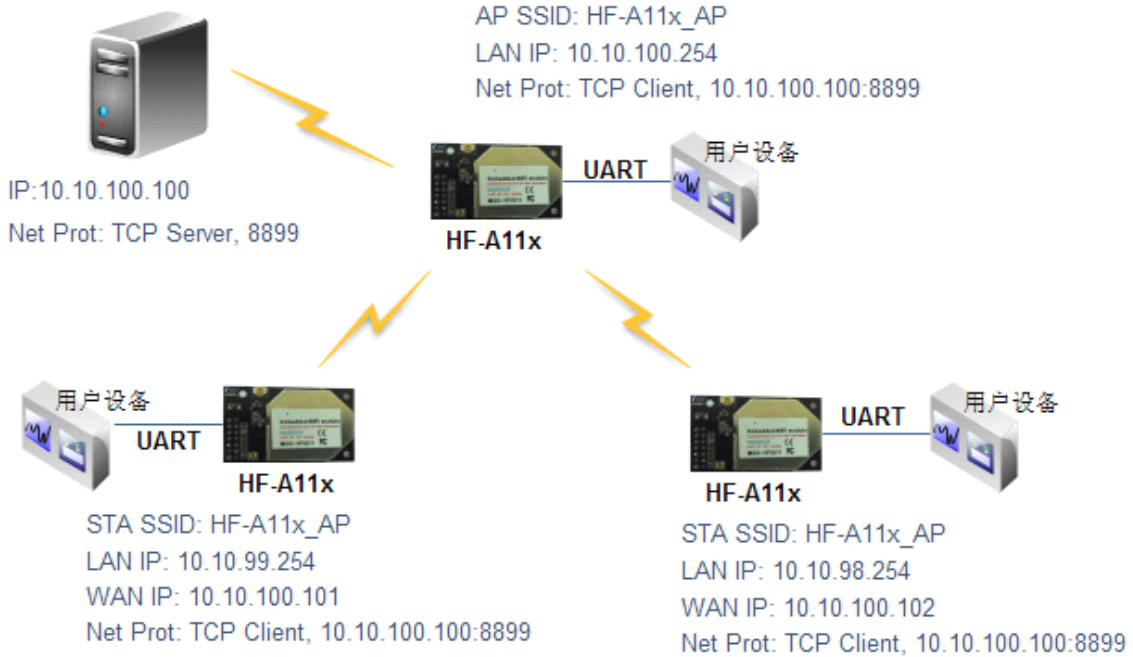 AP SSID: HF-A11x_AP
LAN IP: 10.10.100.254
Net Prot: TCP Client, 10.10.100.100:8899
用户设备
UART
HF-A11x
IP:10.10.100.100
Net Prot: TCP Server, 8899
用户设备
UART
HF-A11x
STA SSID: HF-A11x_AP
LAN IP: 10.10.99.254
WAN IP: 10.10.100.101
Net Prot: TCP Client, 10.10.100.100:8899
UART
用户设备
HF-A11x
STA SSID: HF-A11x_AP
LAN IP: 10.10.98.254
WAN IP: 10.10.100.102
Net Prot: TCP Client, 10.10.100.100:8899